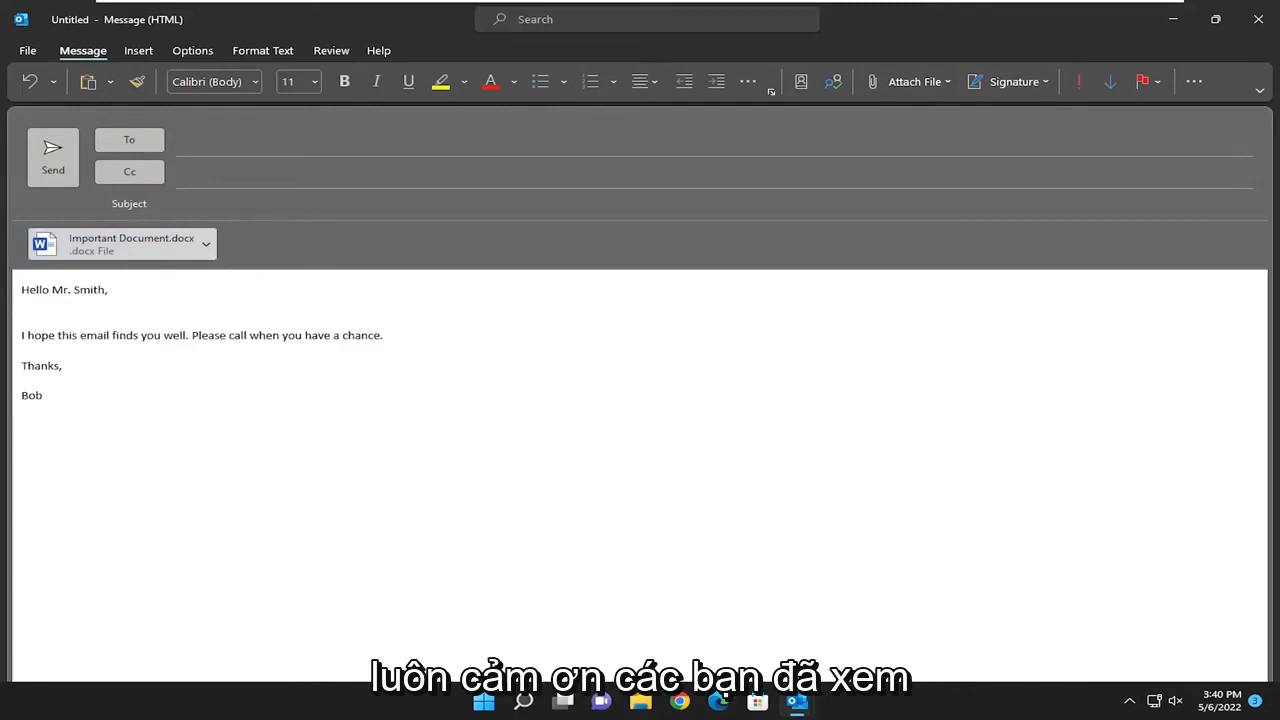 Untitled - Message (HTML)
Search
File Message Insert Options Format Text Review Help
Calibri (Body) 11 B I U A Attach File Signature
To
Send
Cc
Subject
Important Document.docx
.docx File
Hello Mr. Smith,
I hope this email finds you well. Please call when you have a chance.
Thanks,
Bob
luôn cảm ơn các bạn đã xem
3:40 PM
5/6/2022
3